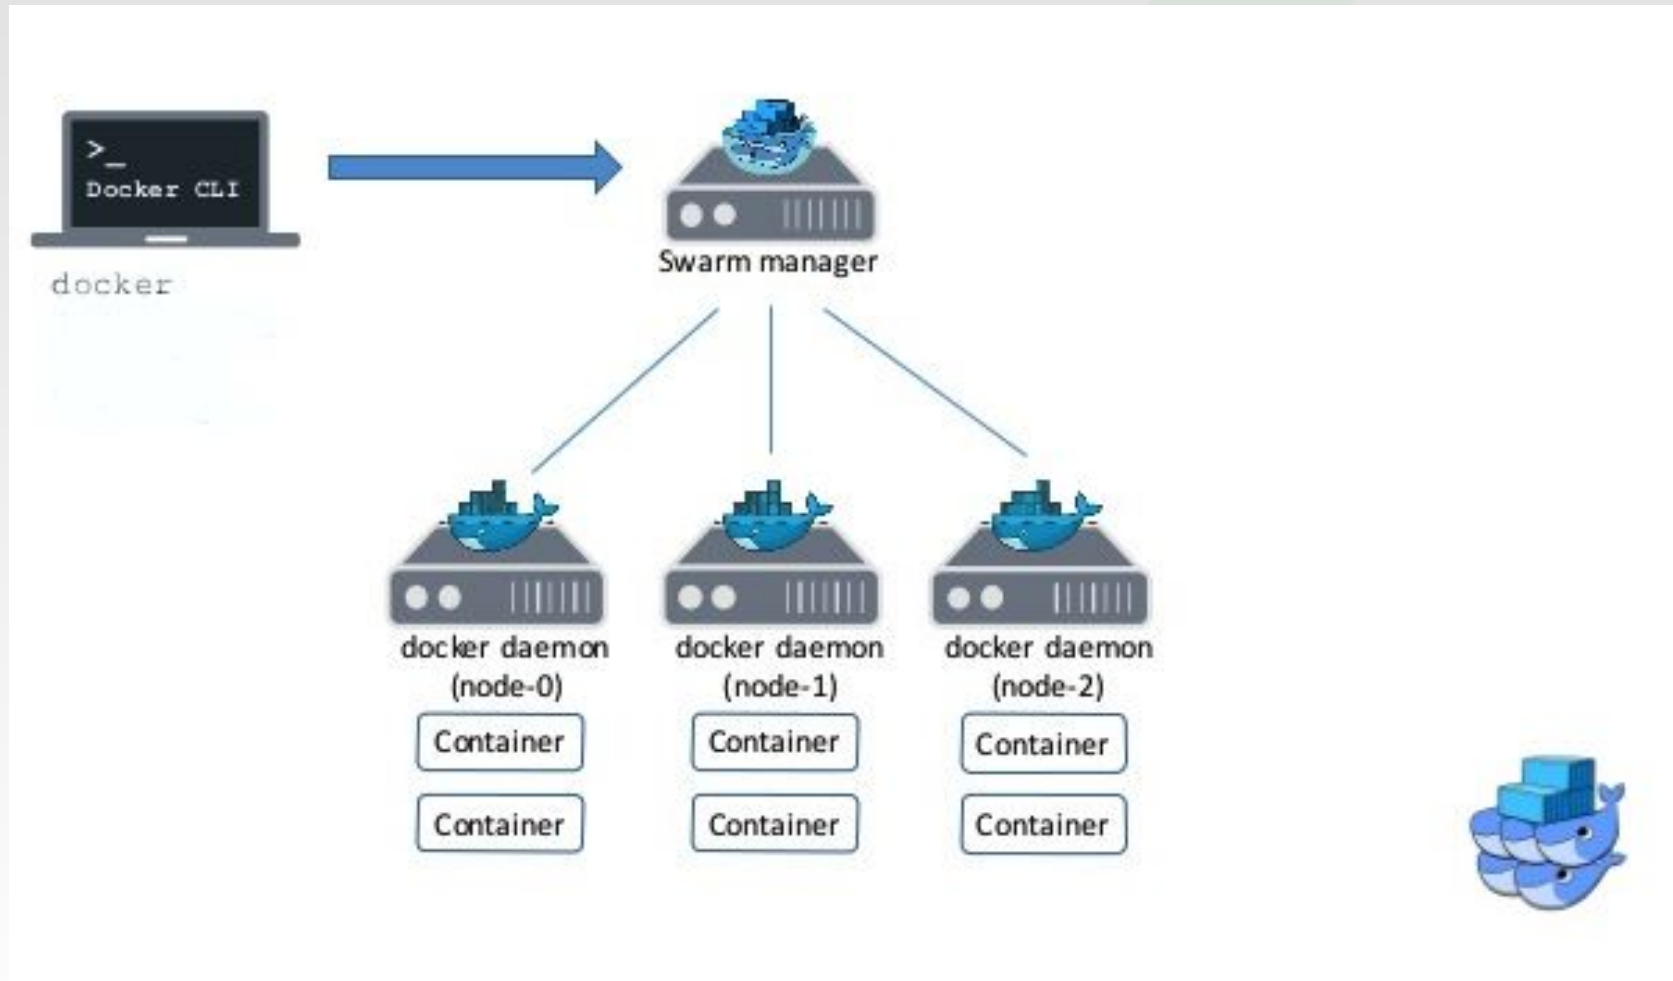 >_
Docker CLI
docker
Swarm manager
docker daemon
(node-0)
Container
Container
docker daemon
(node-1)
Container
Container
docker daemon
(node-2)
Container
Container